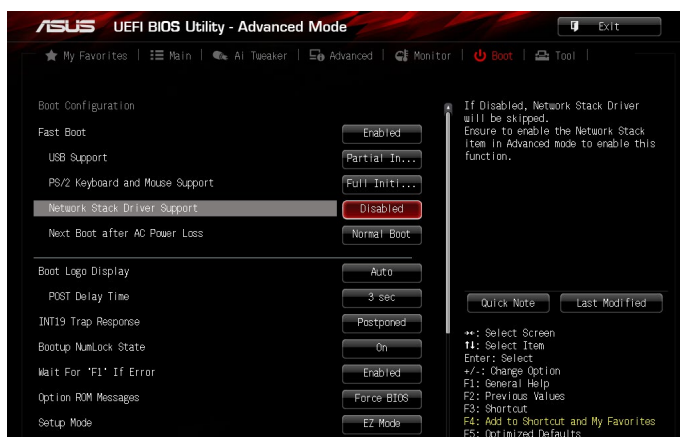 ASUS UEFI BIOS Utility - Advanced Mode Exit
My Favorites Main Ai Tweaker Advanced Monitor Boot Tool
Boot Configuration
Fast Boot Enabled
USB Support Partial In...
PS/2 Keyboard and Mouse Support Full Initi...
Network Stack Driver Support Disabled
Next Boot after AC Power Loss Normal Boot
Boot Logo Display Auto
POST Delay Time 3 sec
INT19 Trap Response Postponed
Bootup NumLock State On
Wait For 'F1' If Error Enabled
Option ROM Messages Force BIOS
Setup Mode EZ Mode
If Disabled, Network Stack Driver
will be skipped.
Ensure to enable the Network Stack
item in Advanced mode to enable this
function.
Quick Note Last Modified
→←: Select Screen
↑↓: Select Item
Enter: Select
+/-: Change Option
F1: General Help
F2: Previous Values
F3: Shortcut
F4: Add to Shortcut and My Favorites
F5: Optimized Defaults